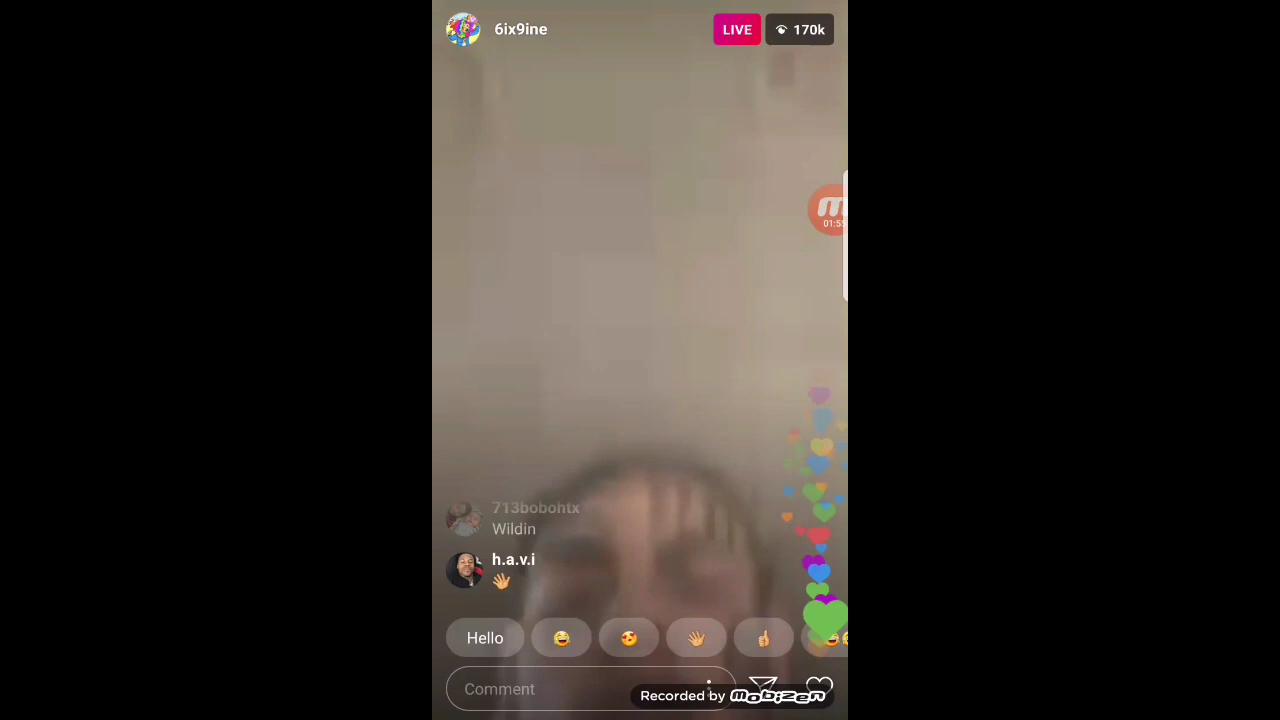 6ix9ine
LIVE
170k
713bobohtx
Wildin
h.a.v.i
Hello
Comment
Recorded by mobizen